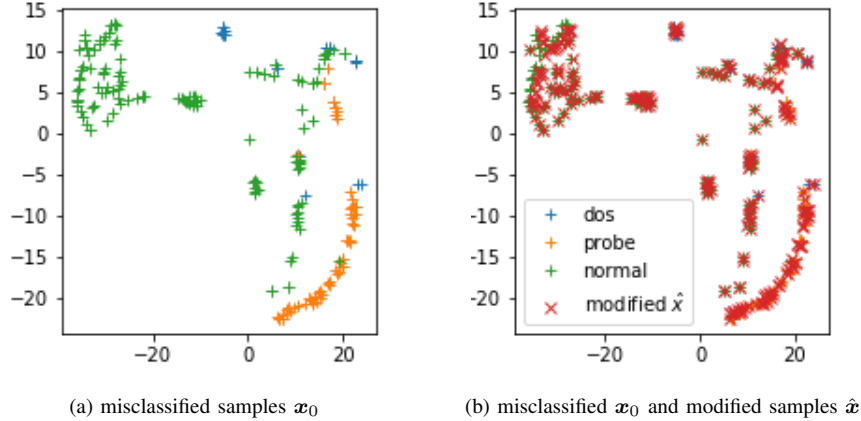 15
10
5
0
−5
−10
−15
−20
−20 0 20
(a) misclassified samples x₀
15
10
5
0
−5
−10
−15
−20
dos
probe
normal
modified x̂
−20 0 20
(b) misclassified x₀ and modified samples x̂